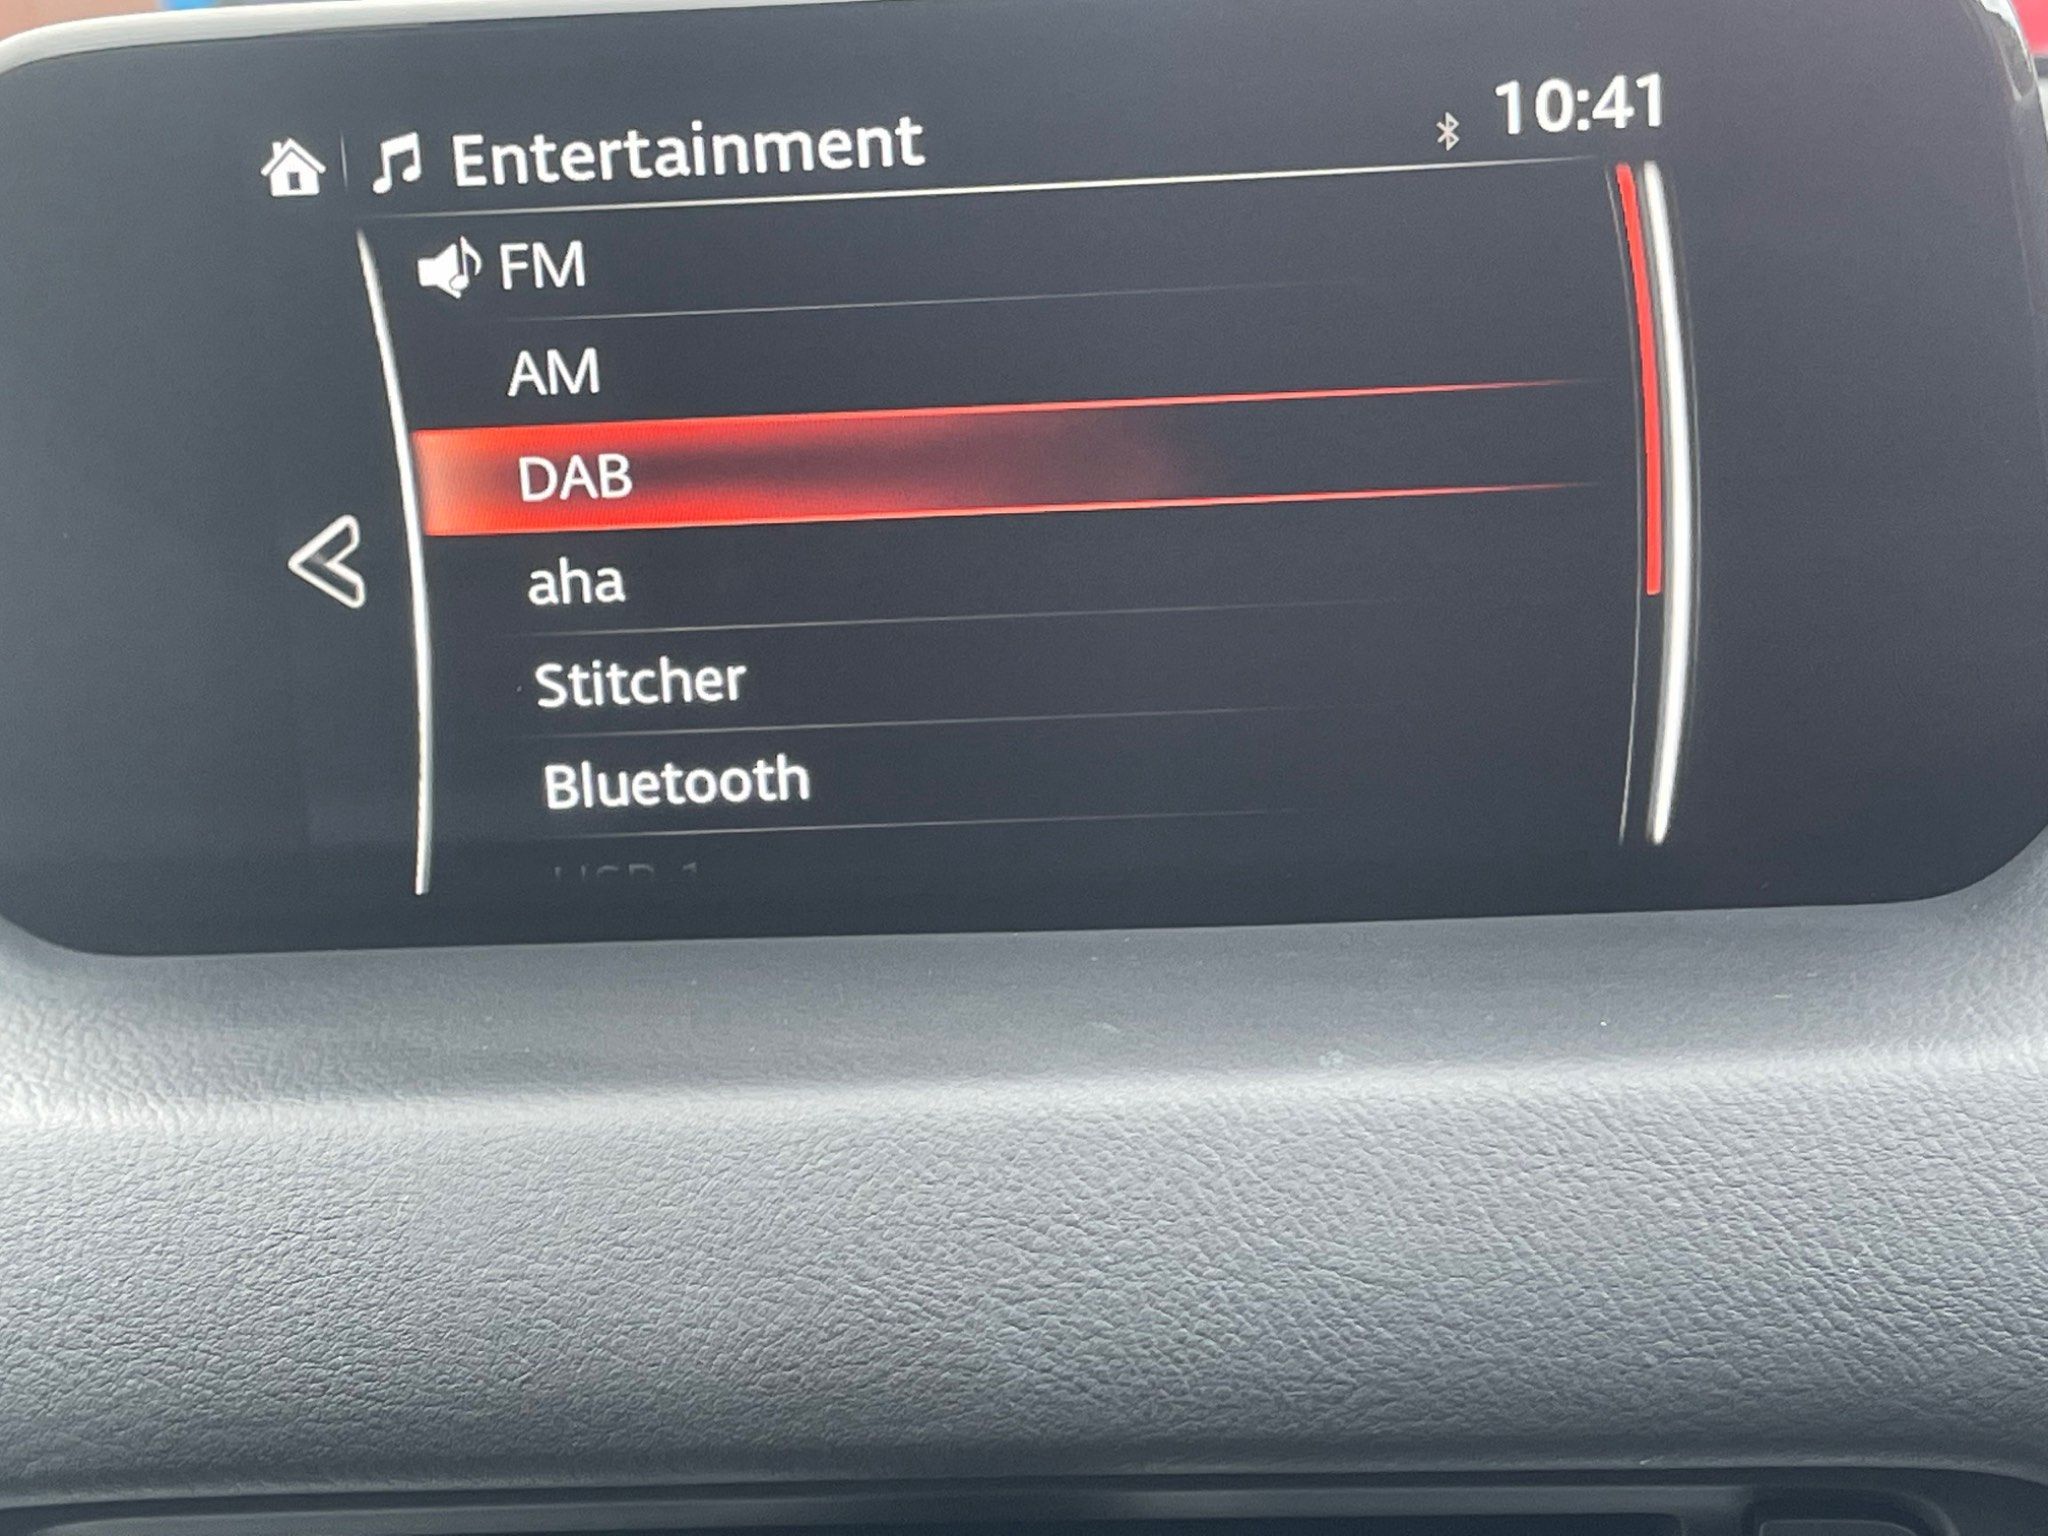 Entertainment
10:41
FM
AM
DAB
aha
Stitcher
Bluetooth